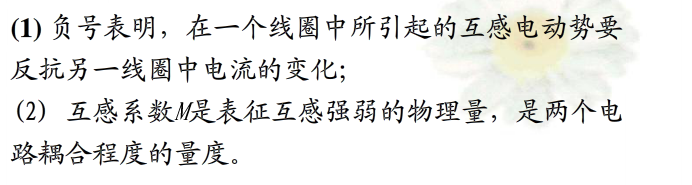 (1) 负号表明，在一个线圈中所引起的互感电动势要
反抗另一线圈中电流的变化;
(2) 互感系数M是表征互感强弱的物理量，是两个电
路耦合程度的量度。